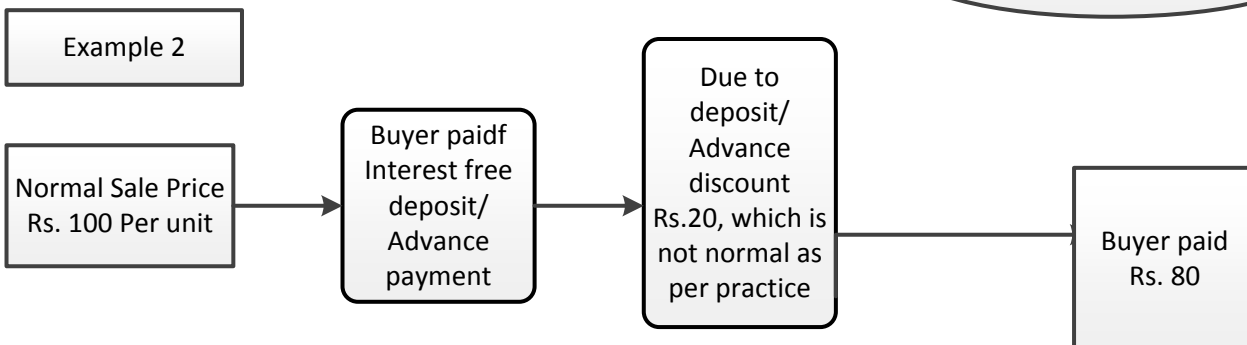 Example 2
Normal Sale Price
Rs. 100 Per unit
Buyer paidf
Interest free
deposit/
Advance
payment
Due to
deposit/
Advance
discount
Rs.20, which is
not normal as
per practice
Buyer paid
Rs. 80